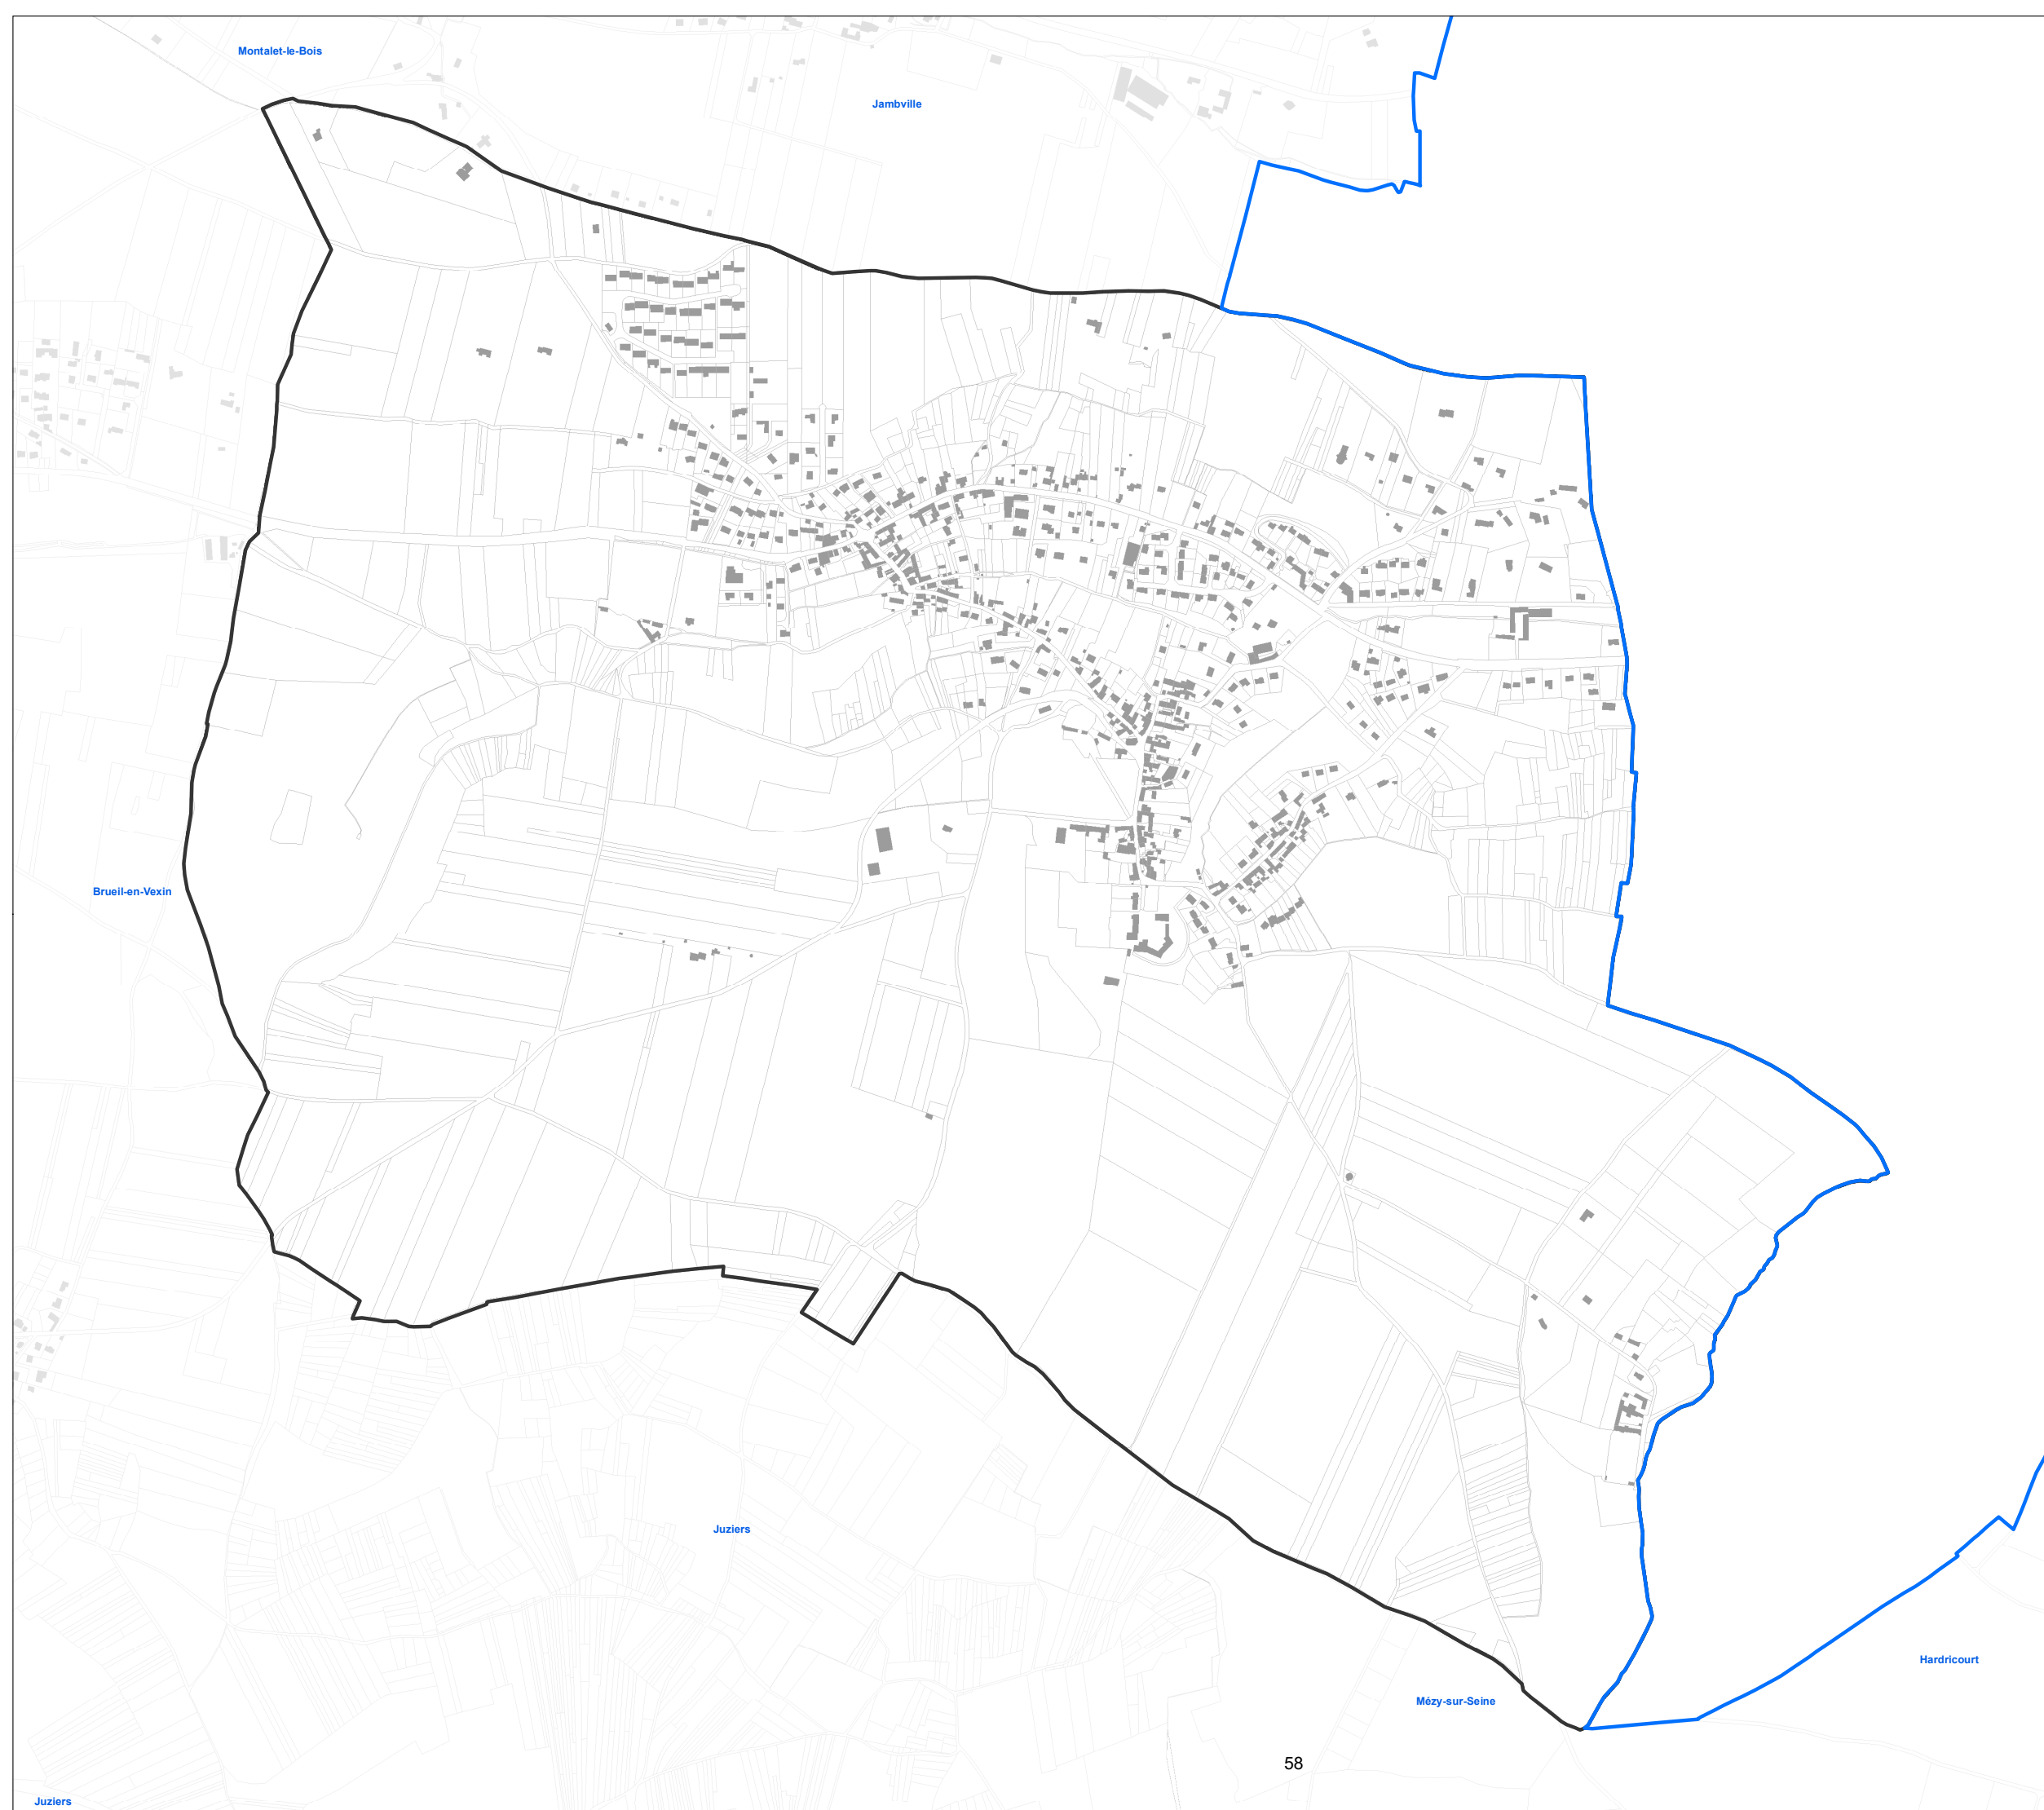 Montalet-le-Bois
Jambville
Brueil-en-Vexin
Juziers
Hardricourt
Mézy-sur-Seine
58
Juziers